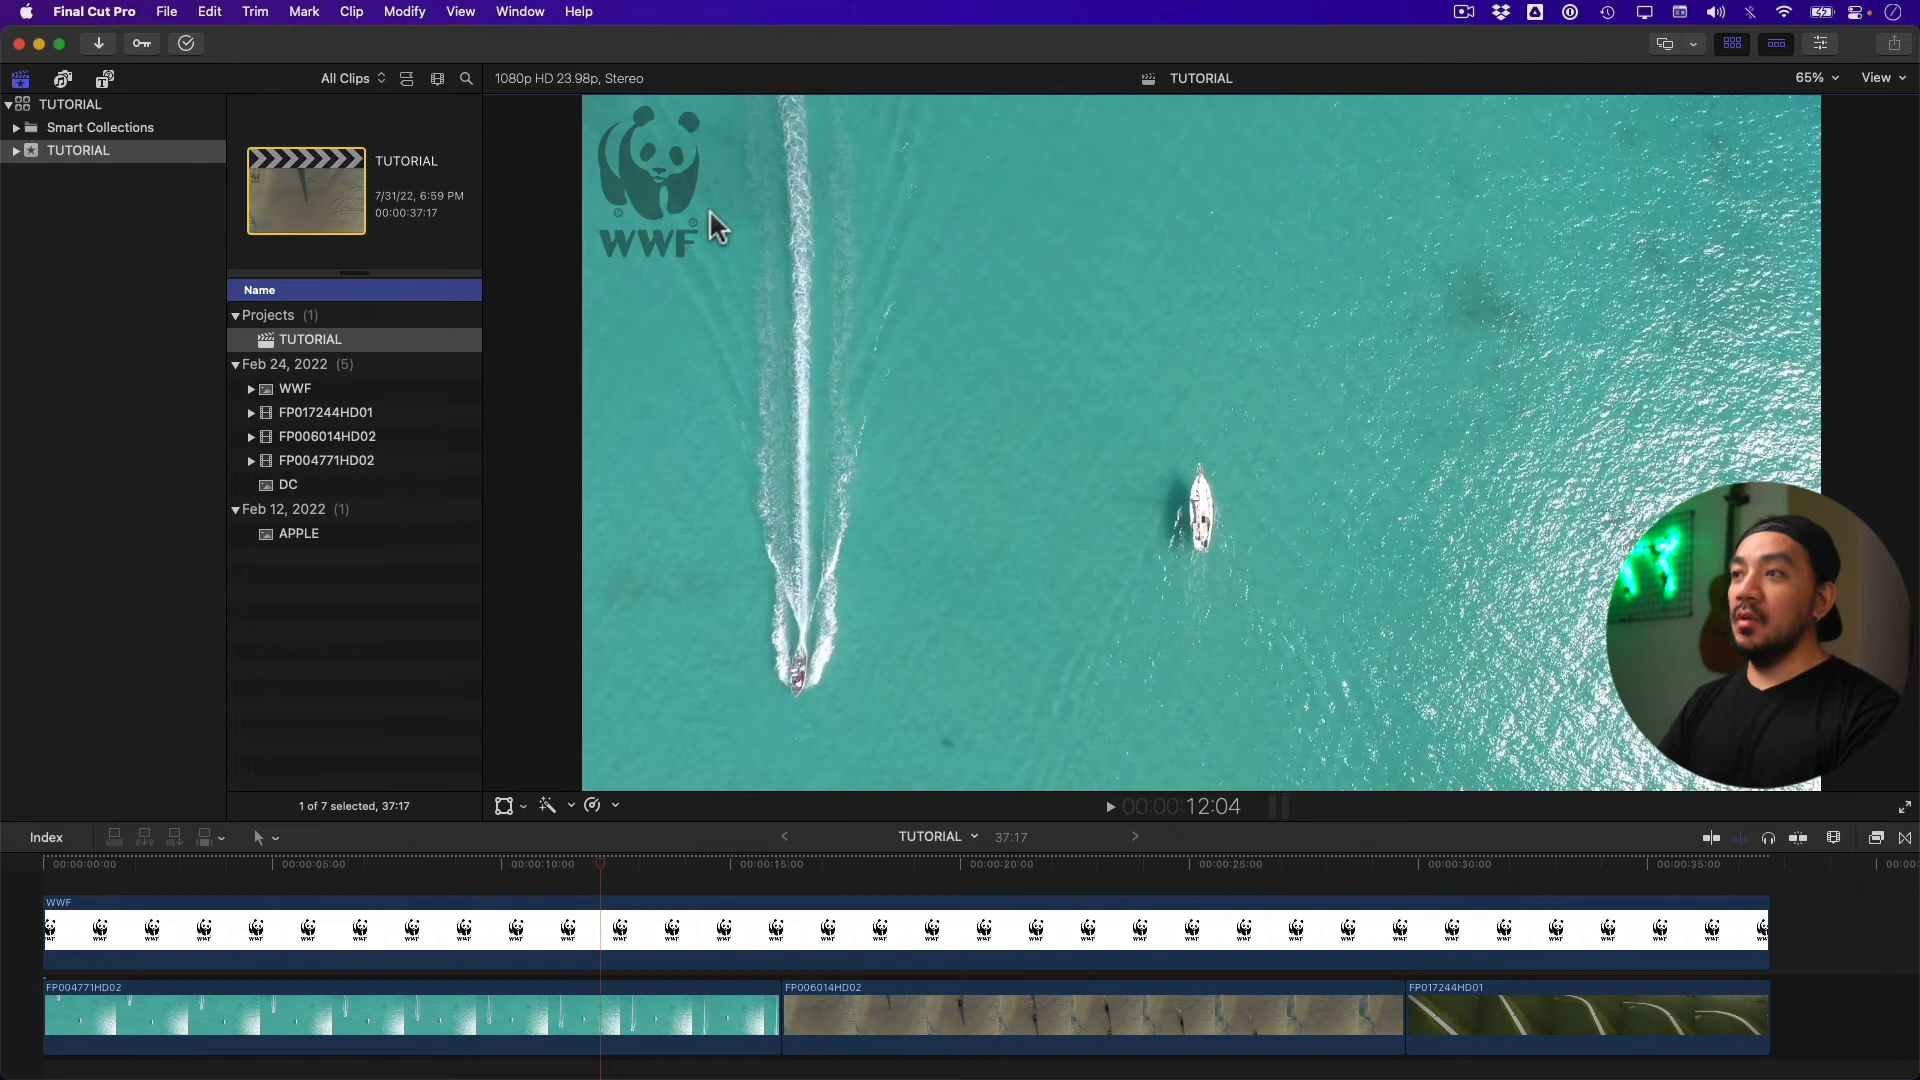 Final Cut Pro File Edit Trim Mark Clip Modify View Window Help
All Clips
1080p HD 23.98p, Stereo
TUTORIAL
65%
View
TUTORIAL
Smart Collections
TUTORIAL
TUTORIAL
7/31/22, 6:59 PM
00:00:37:17
Name
Projects (1)
TUTORIAL
Feb 24, 2022 (5)
WWF
FP017244HD01
FP006014HD02
FP004771HD02
DC
Feb 12, 2022 (1)
APPLE
1 of 7 selected, 37:17
WWF
00:00:12:04
Index
TUTORIAL
37:17
00:00:00:00
00:00:05:00
00:00:10:00
00:00:15:00
00:00:20:00
00:00:25:00
00:00:30:00
00:00:35:00
00:00:
WWF
FP004771HD02
FP006014HD02
FP017244HD01